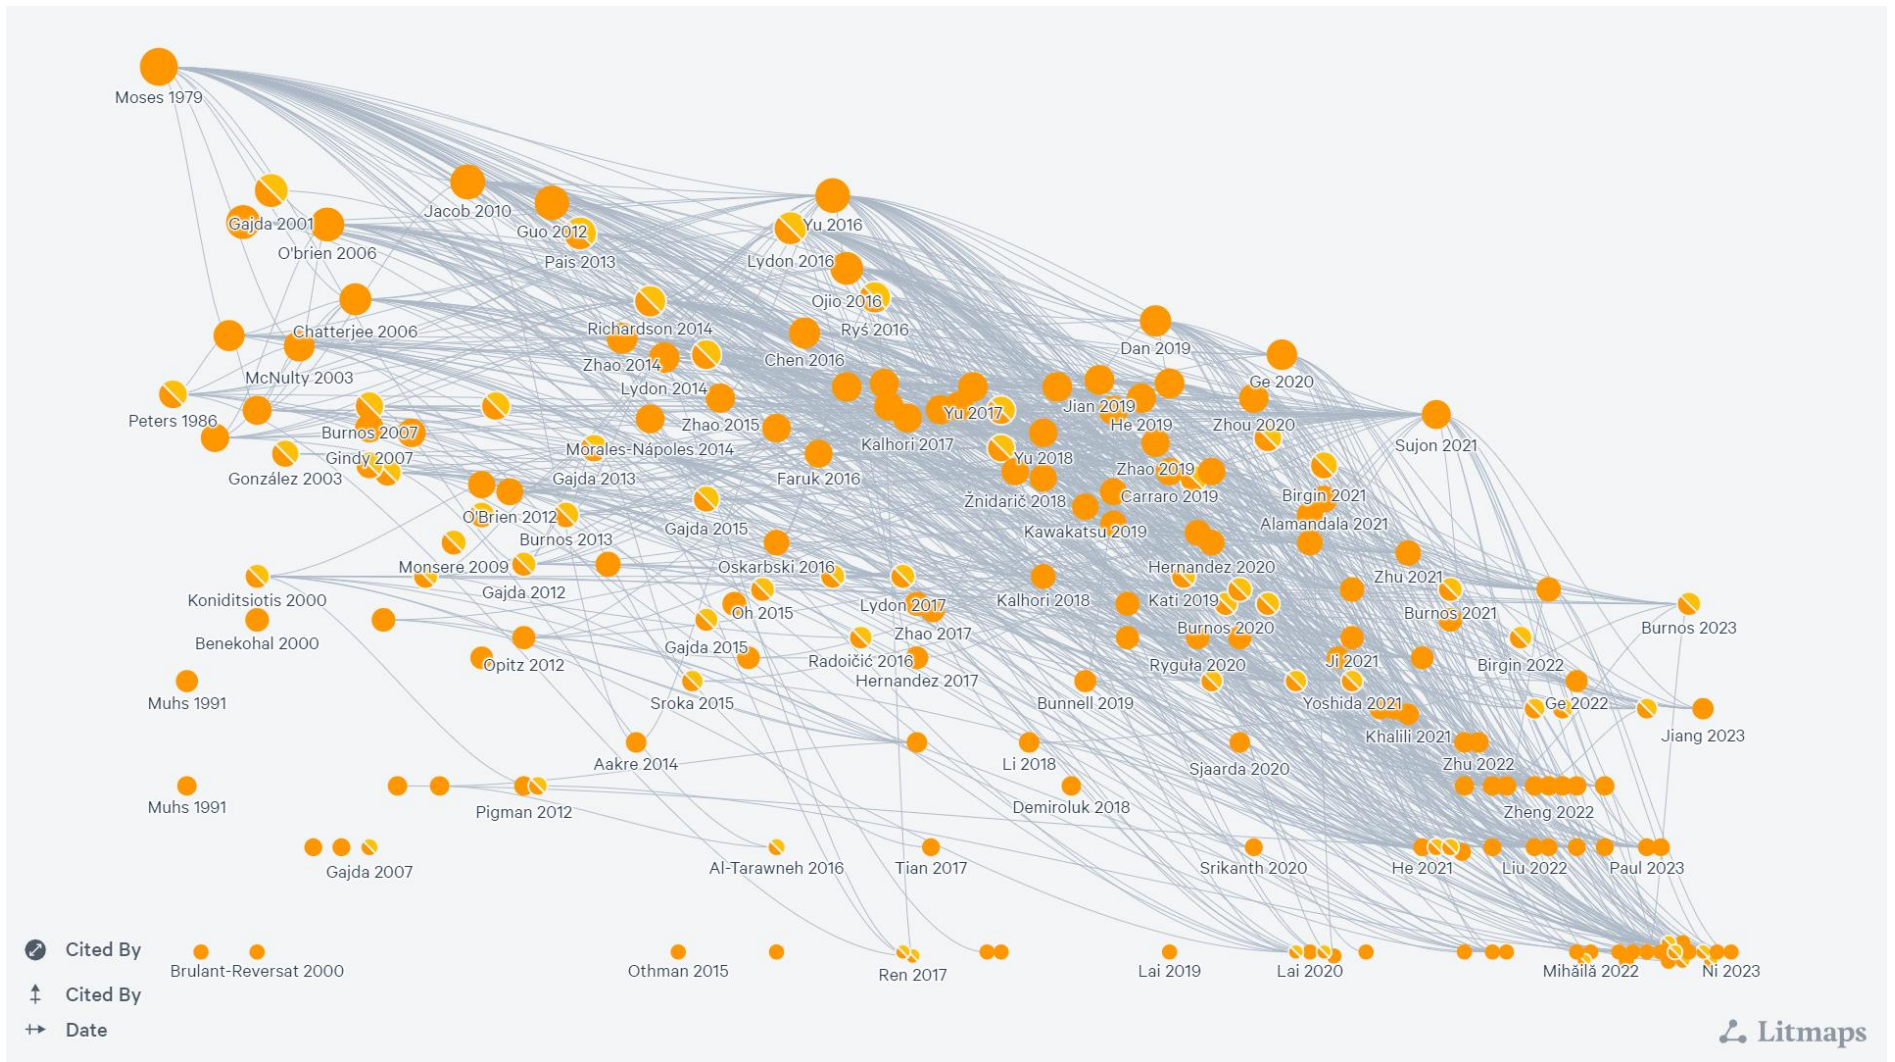 Moses 1979
Jacob 2010
Gajda 2001
Yu 2016
Guo 2012
O'brien 2006
Pais 2013
Lydon 2016
Ojio 2016
Richardson 2014
Ryś 2016
Chatterjee 2006
Dan 2019
Chen 2016
Zhao 2014
McNulty 2003
Ge 2020
Lydon 2014
Jian 2019
Yu 2017
Peters 1986
Zhao 2015
He 2019
Zhou 2020
Burnos 2007
Kalhori 2017
Sujon 2021
Morales-Nápoles 2014
Gindy 2007
Yu 2018
Zhao 2019
González 2003
Gajda 2013
Faruk 2016
Carraro 2019
Birgin 2021
Žnidarič 2018
O'Brien 2012
Alamandala 2021
Gajda 2015
Kawakatsu 2019
Burnos 2013
Monsere 2009
Oskarbski 2016
Hernandez 2020
Zhu 2021
Gajda 2012
Koniditsiotis 2000
Kalhori 2018
Kati 2019
Lydon 2017
Oh 2015
Burnos 2021
Burnos 2020
Burnos 2023
Zhao 2017
Benekohal 2000
Gajda 2015
Radoičić 2016
Ji 2021
Opitz 2012
Ryguła 2020
Birgin 2022
Hernandez 2017
Muhs 1991
Sroka 2015
Bunnell 2019
Yoshida 2021
Ge 2022
Khalili 2021
Jiang 2023
Aakre 2014
Li 2018
Sjaarda 2020
Zhu 2022
Muhs 1991
Demiroluk 2018
Pigman 2012
Zheng 2022
Gajda 2007
Al-Tarawneh 2016
Tian 2017
Srikanth 2020
He 2021
Liu 2022
Paul 2023
Cited By
Brulant-Reversat 2000
Othman 2015
Ren 2017
Lai 2019
Lai 2020
Mihăilă 2022
Ni 2023
Cited By
Date
Litmaps